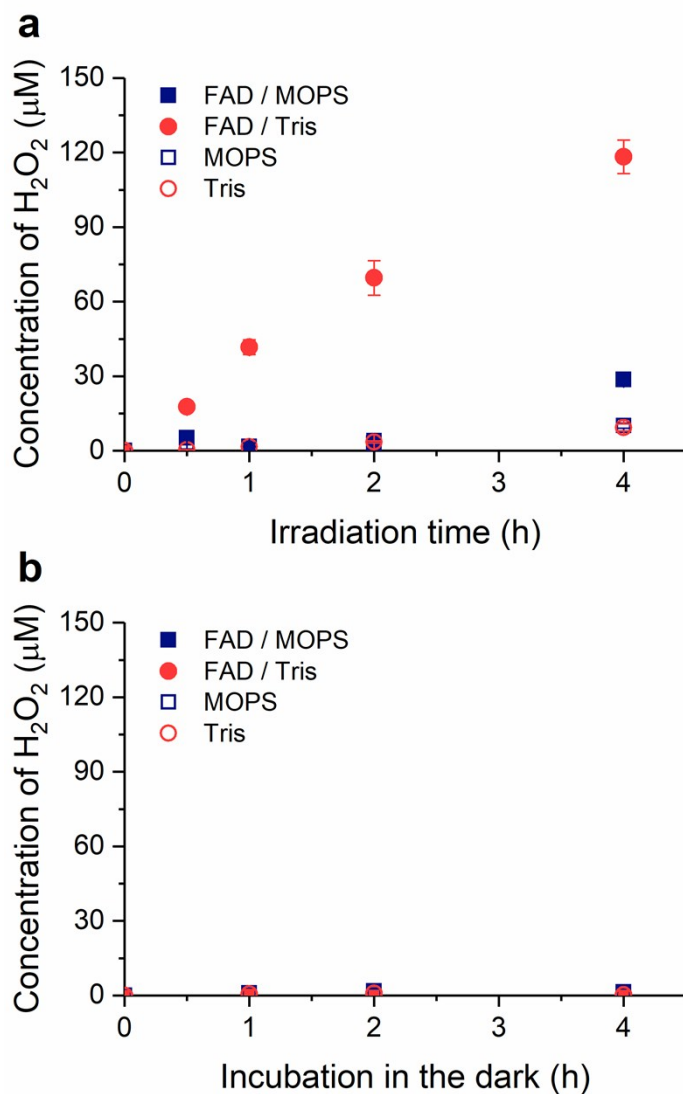 a
Concentration of H₂O₂ (μM)
150
120
90
60
30
0
FAD / MOPS
FAD / Tris
MOPS
Tris
0 1 2 3 4
Irradiation time (h)
b
Concentration of H₂O₂ (μM)
150
120
90
60
30
0
FAD / MOPS
FAD / Tris
MOPS
Tris
0 1 2 3 4
Incubation in the dark (h)